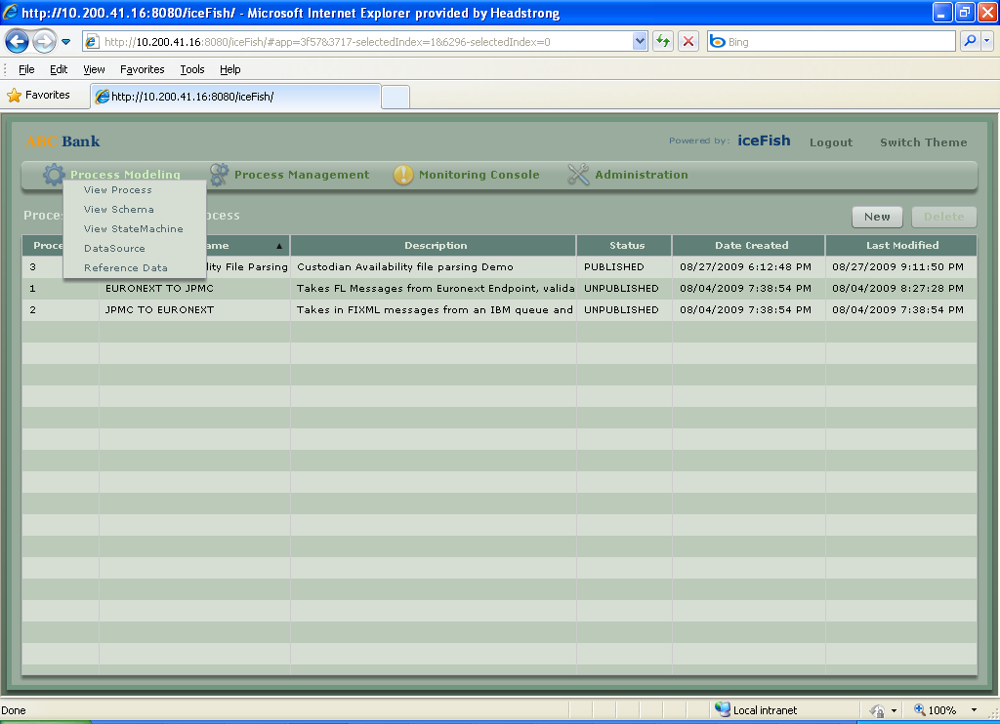 http://10.200.41.16:8080/iceFish/ - Microsoft Internet Explorer provided by Headstrong
http://10.200.41.16:8080/iceFish/#app=3f57&3717-selectedIndex=1&6296-selectedIndex=0 Bing
File Edit View Favorites Tools Help
Favorites http://10.200.41.16:8080/iceFish/
ABC Bank Powered by: iceFish Logout Switch Theme
Process Modeling Process Management Monitoring Console Administration
View Process
View Schema
View StateMachine
DataSource
Reference Data
Proce ocess New Delete
Proce ame Description Status Date Created Last Modified
3 lity File Parsing Custodian Availability file parsing Demo PUBLISHED 08/27/2009 6:12:48 PM 08/27/2009 9:11:50 PM
1 EURONEXT TO JPMC Takes FL Messages from Euronext Endpoint, valida UNPUBLISHED 08/04/2009 7:38:54 PM 08/04/2009 8:27:28 PM
2 JPMC TO EURONEXT Takes in FIXML messages from an IBM queue and UNPUBLISHED 08/04/2009 7:38:54 PM 08/04/2009 7:38:54 PM
Done Local intranet 100%